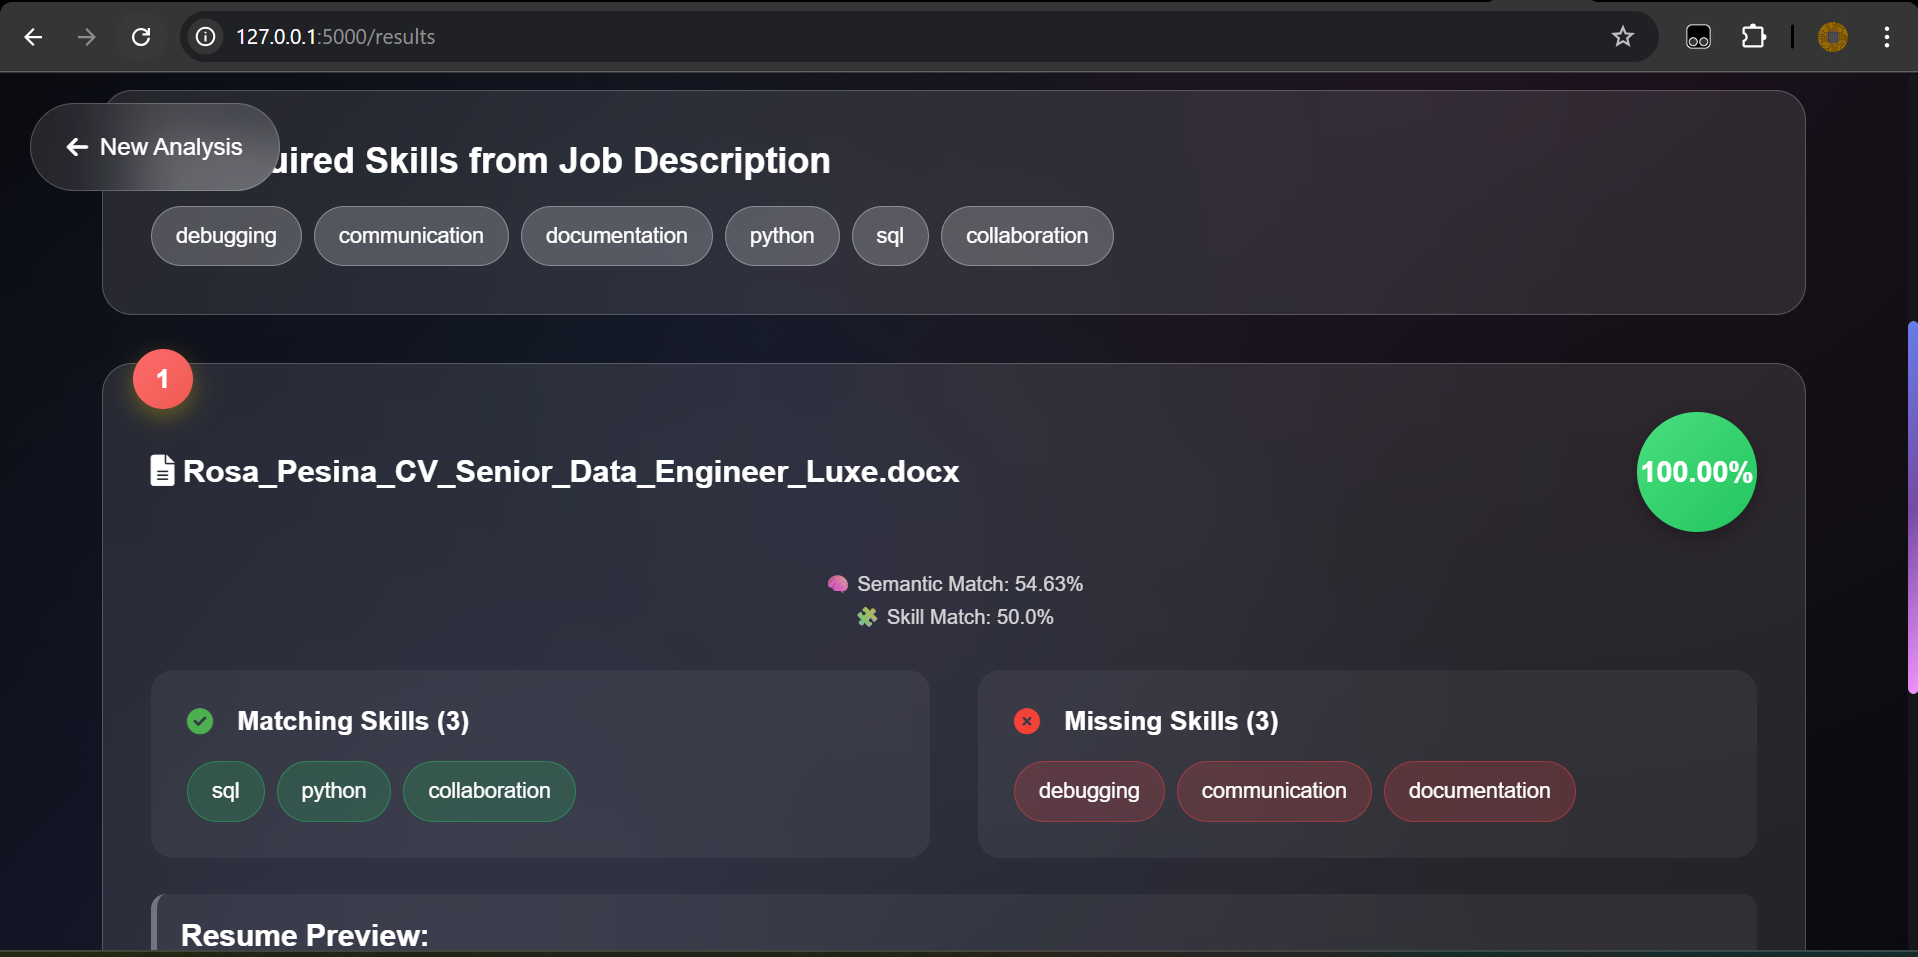 127.0.0.1:5000/results
New Analysis
uired Skills from Job Description
debugging communication documentation python sql collaboration
1
Rosa_Pesina_CV_Senior_Data_Engineer_Luxe.docx
100.00%
Semantic Match: 54.63%
Skill Match: 50.0%
Matching Skills (3)
sql python collaboration
Missing Skills (3)
debugging communication documentation
Resume Preview: